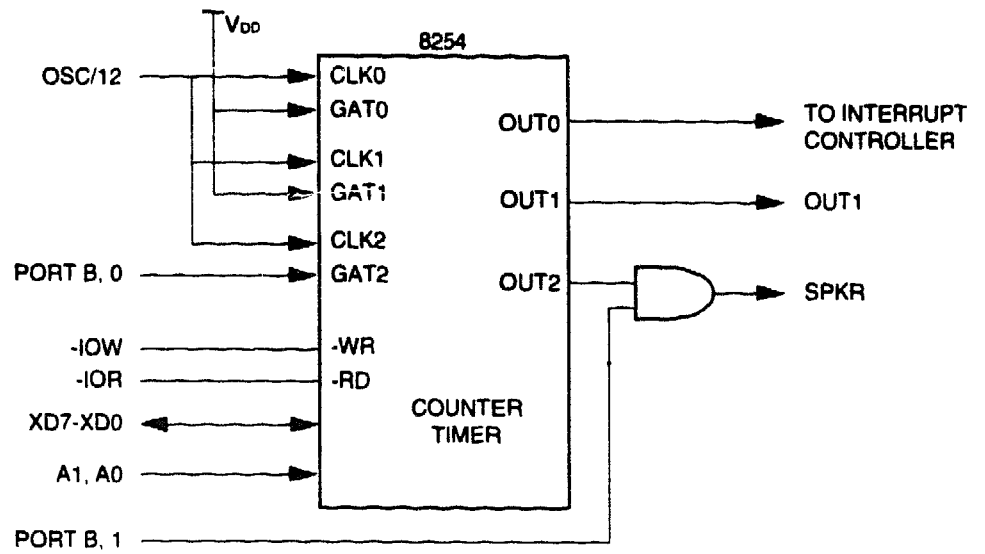 VDD
8254
OSC/12
CLK0
GAT0
OUT0
TO INTERRUPT
CONTROLLER
CLK1
GAT1
OUT1
OUT1
CLK2
PORT B, 0
GAT2
OUT2
SPKR
-IOW
-WR
-IOR
-RD
XD7-XD0
COUNTER
TIMER
A1, A0
PORT B, 1